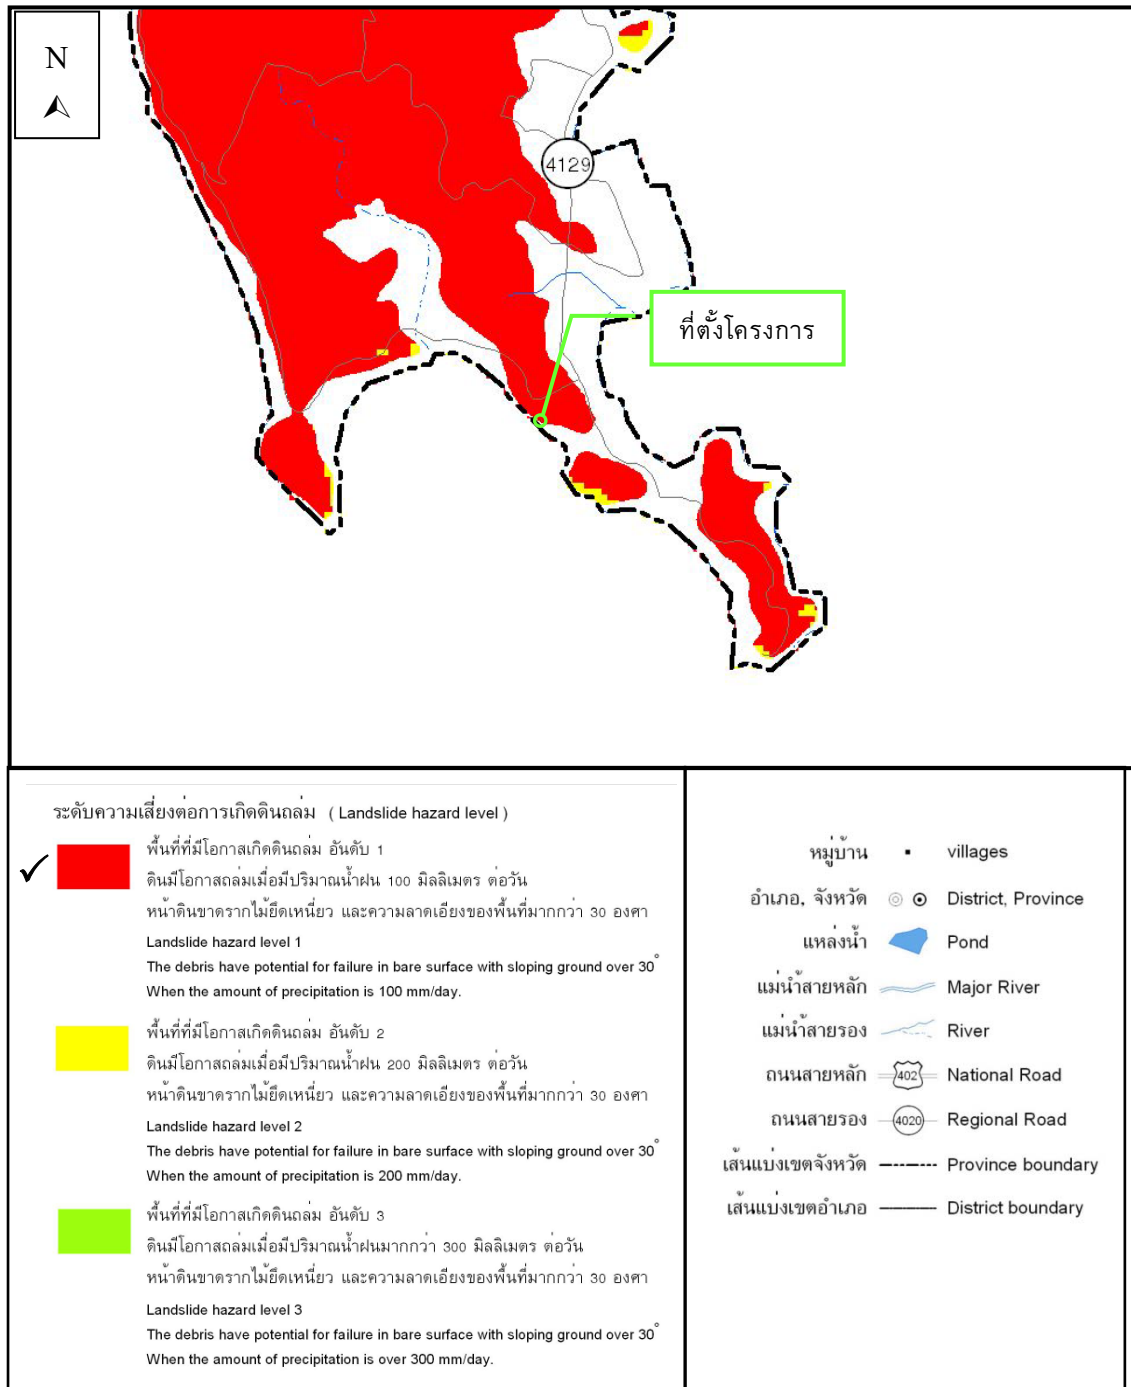 N
4129
ที่ตั้งโครงการ
ระดับความเสี่ยงต่อการเกิดดินถล่ม ( Landslide hazard level )
พื้นที่ที่มีโอกาสเกิดดินถล่ม อันดับ 1
ดินมีโอกาสถล่มเมื่อมีปริมาณน้ำฝน 100 มิลลิเมตร ต่อวัน
หน้าดินขาดรากไม้ยึดเหนี่ยว และความลาดเอียงของพื้นที่มากกว่า 30 องศา
Landslide hazard level 1
The debris have potential for failure in bare surface with sloping ground over 30°
When the amount of precipitation is 100 mm/day.
พื้นที่ที่มีโอกาสเกิดดินถล่ม อันดับ 2
ดินมีโอกาสถล่มเมื่อมีปริมาณน้ำฝน 200 มิลลิเมตร ต่อวัน
หน้าดินขาดรากไม้ยึดเหนี่ยว และความลาดเอียงของพื้นที่มากกว่า 30 องศา
Landslide hazard level 2
The debris have potential for failure in bare surface with sloping ground over 30°
When the amount of precipitation is 200 mm/day.
พื้นที่ที่มีโอกาสเกิดดินถล่ม อันดับ 3
ดินมีโอกาสถล่มเมื่อมีปริมาณน้ำฝนมากกว่า 300 มิลลิเมตร ต่อวัน
หน้าดินขาดรากไม้ยึดเหนี่ยว และความลาดเอียงของพื้นที่มากกว่า 30 องศา
Landslide hazard level 3
The debris have potential for failure in bare surface with sloping ground over 30°
When the amount of precipitation is over 300 mm/day.
หมู่บ้าน villages
อำเภอ, จังหวัด District, Province
แหล่งน้ำ Pond
แม่น้ำสายหลัก Major River
แม่น้ำสายรอง River
ถนนสายหลัก 402 National Road
ถนนสายรอง 4020 Regional Road
เส้นแบ่งเขตจังหวัด Province boundary
เส้นแบ่งเขตอำเภอ District boundary